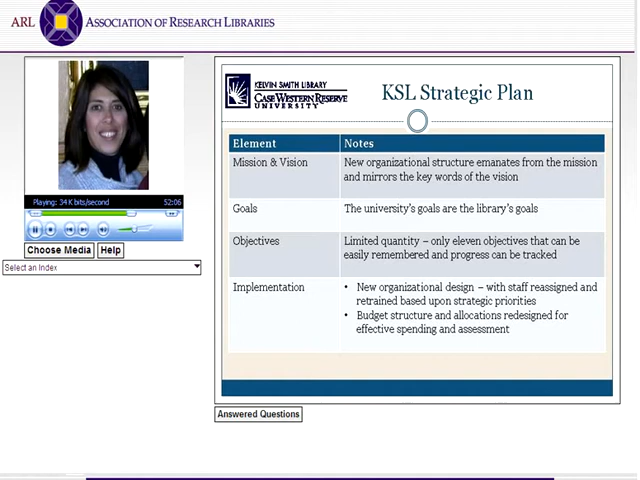 ARL ASSOCIATION OF RESEARCH LIBRARIES
KELVIN SMITH LIBRARY
CASE WESTERN RESERVE
UNIVERSITY
KSL Strategic Plan
Element Notes
Mission & Vision New organizational structure emanates from the mission
and mirrors the key words of the vision
Goals The university's goals are the library's goals
Objectives Limited quantity – only eleven objectives that can be
easily remembered and progress can be tracked
Implementation • New organizational design – with staff reassigned and
retrained based upon strategic priorities
• Budget structure and allocations redesigned for
effective spending and assessment
Playing: 34 K bits/second 52:06
Choose Media Help
Select an Index
Answered Questions